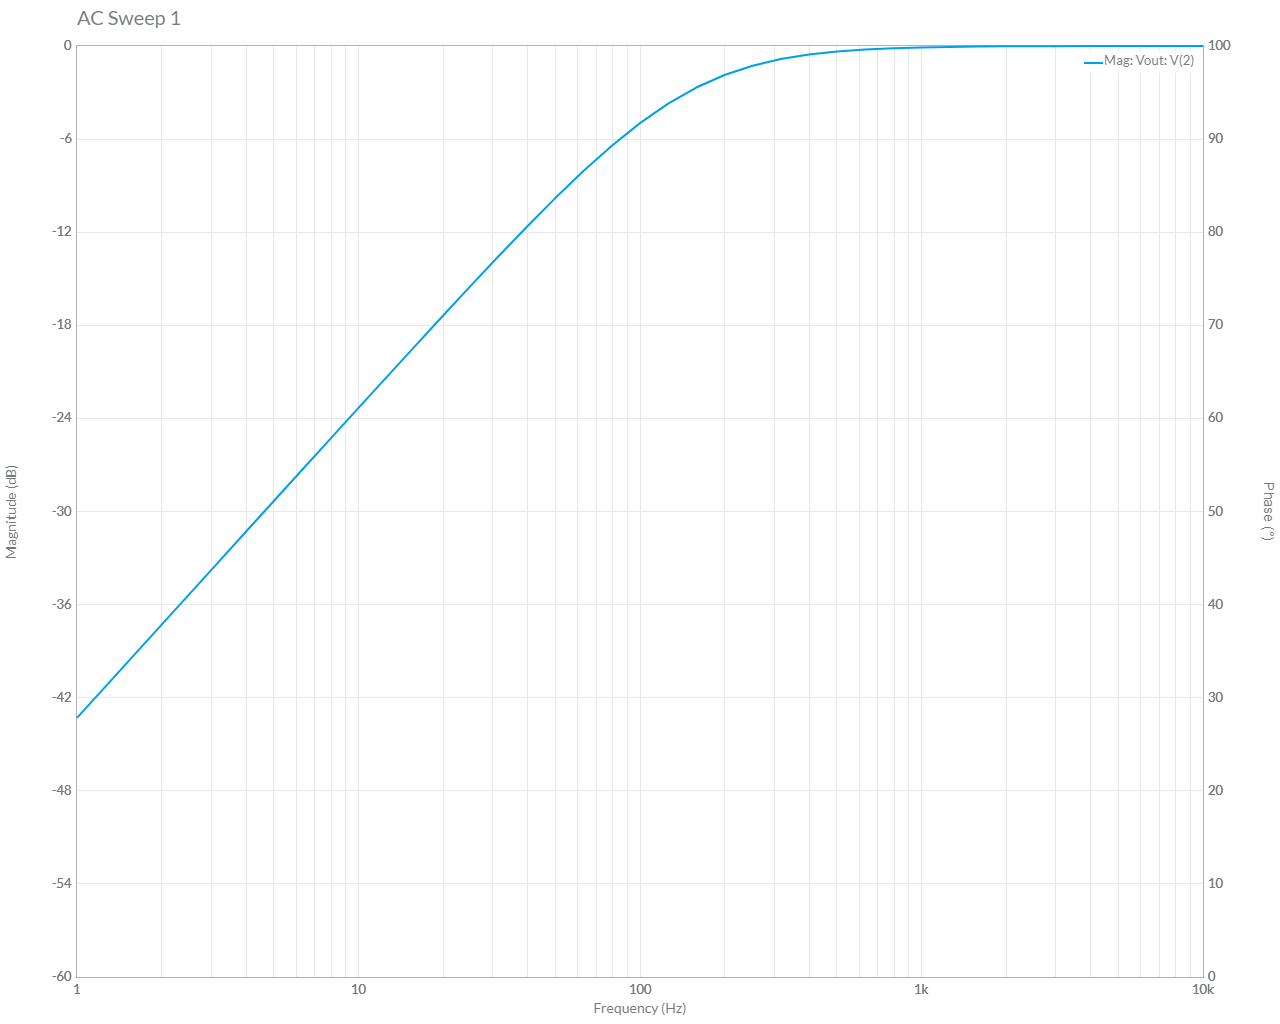 AC Sweep 1
0 100
Mag: Vout: V(2)
-6 90
-12 80
-18 70
-24 60
-30 50
Magnitude (dB)
Phase (°)
-36 40
-42 30
-48 20
-54 10
-60 0
1 10 100 1k 10k
Frequency (Hz)